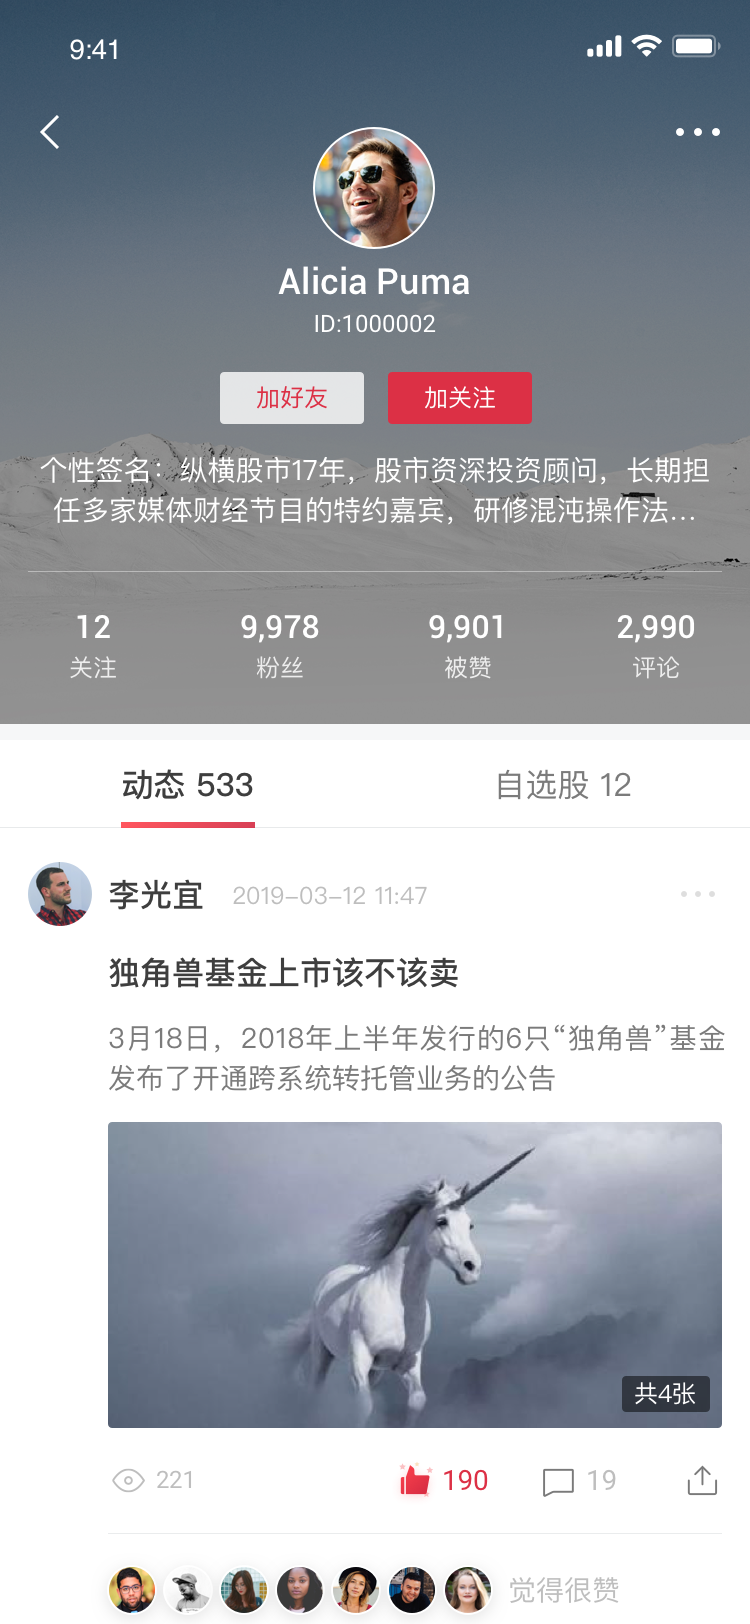 9:41
Alicia Puma
ID:1000002
加好友 加关注
个性签名：纵横股市17年，股市资深投资顾问，长期担
任多家媒体财经节目的特约嘉宾，研修混沌操作法...
12 9,978 9,901 2,990
关注 粉丝 被赞 评论
动态 533 自选股 12
李光宜 2019-03-12 11:47
独角兽基金上市该不该卖
3月18日，2018年上半年发行的6只“独角兽”基金
发布了开通跨系统转托管业务的公告
共4张
221 190 19
觉得很赞